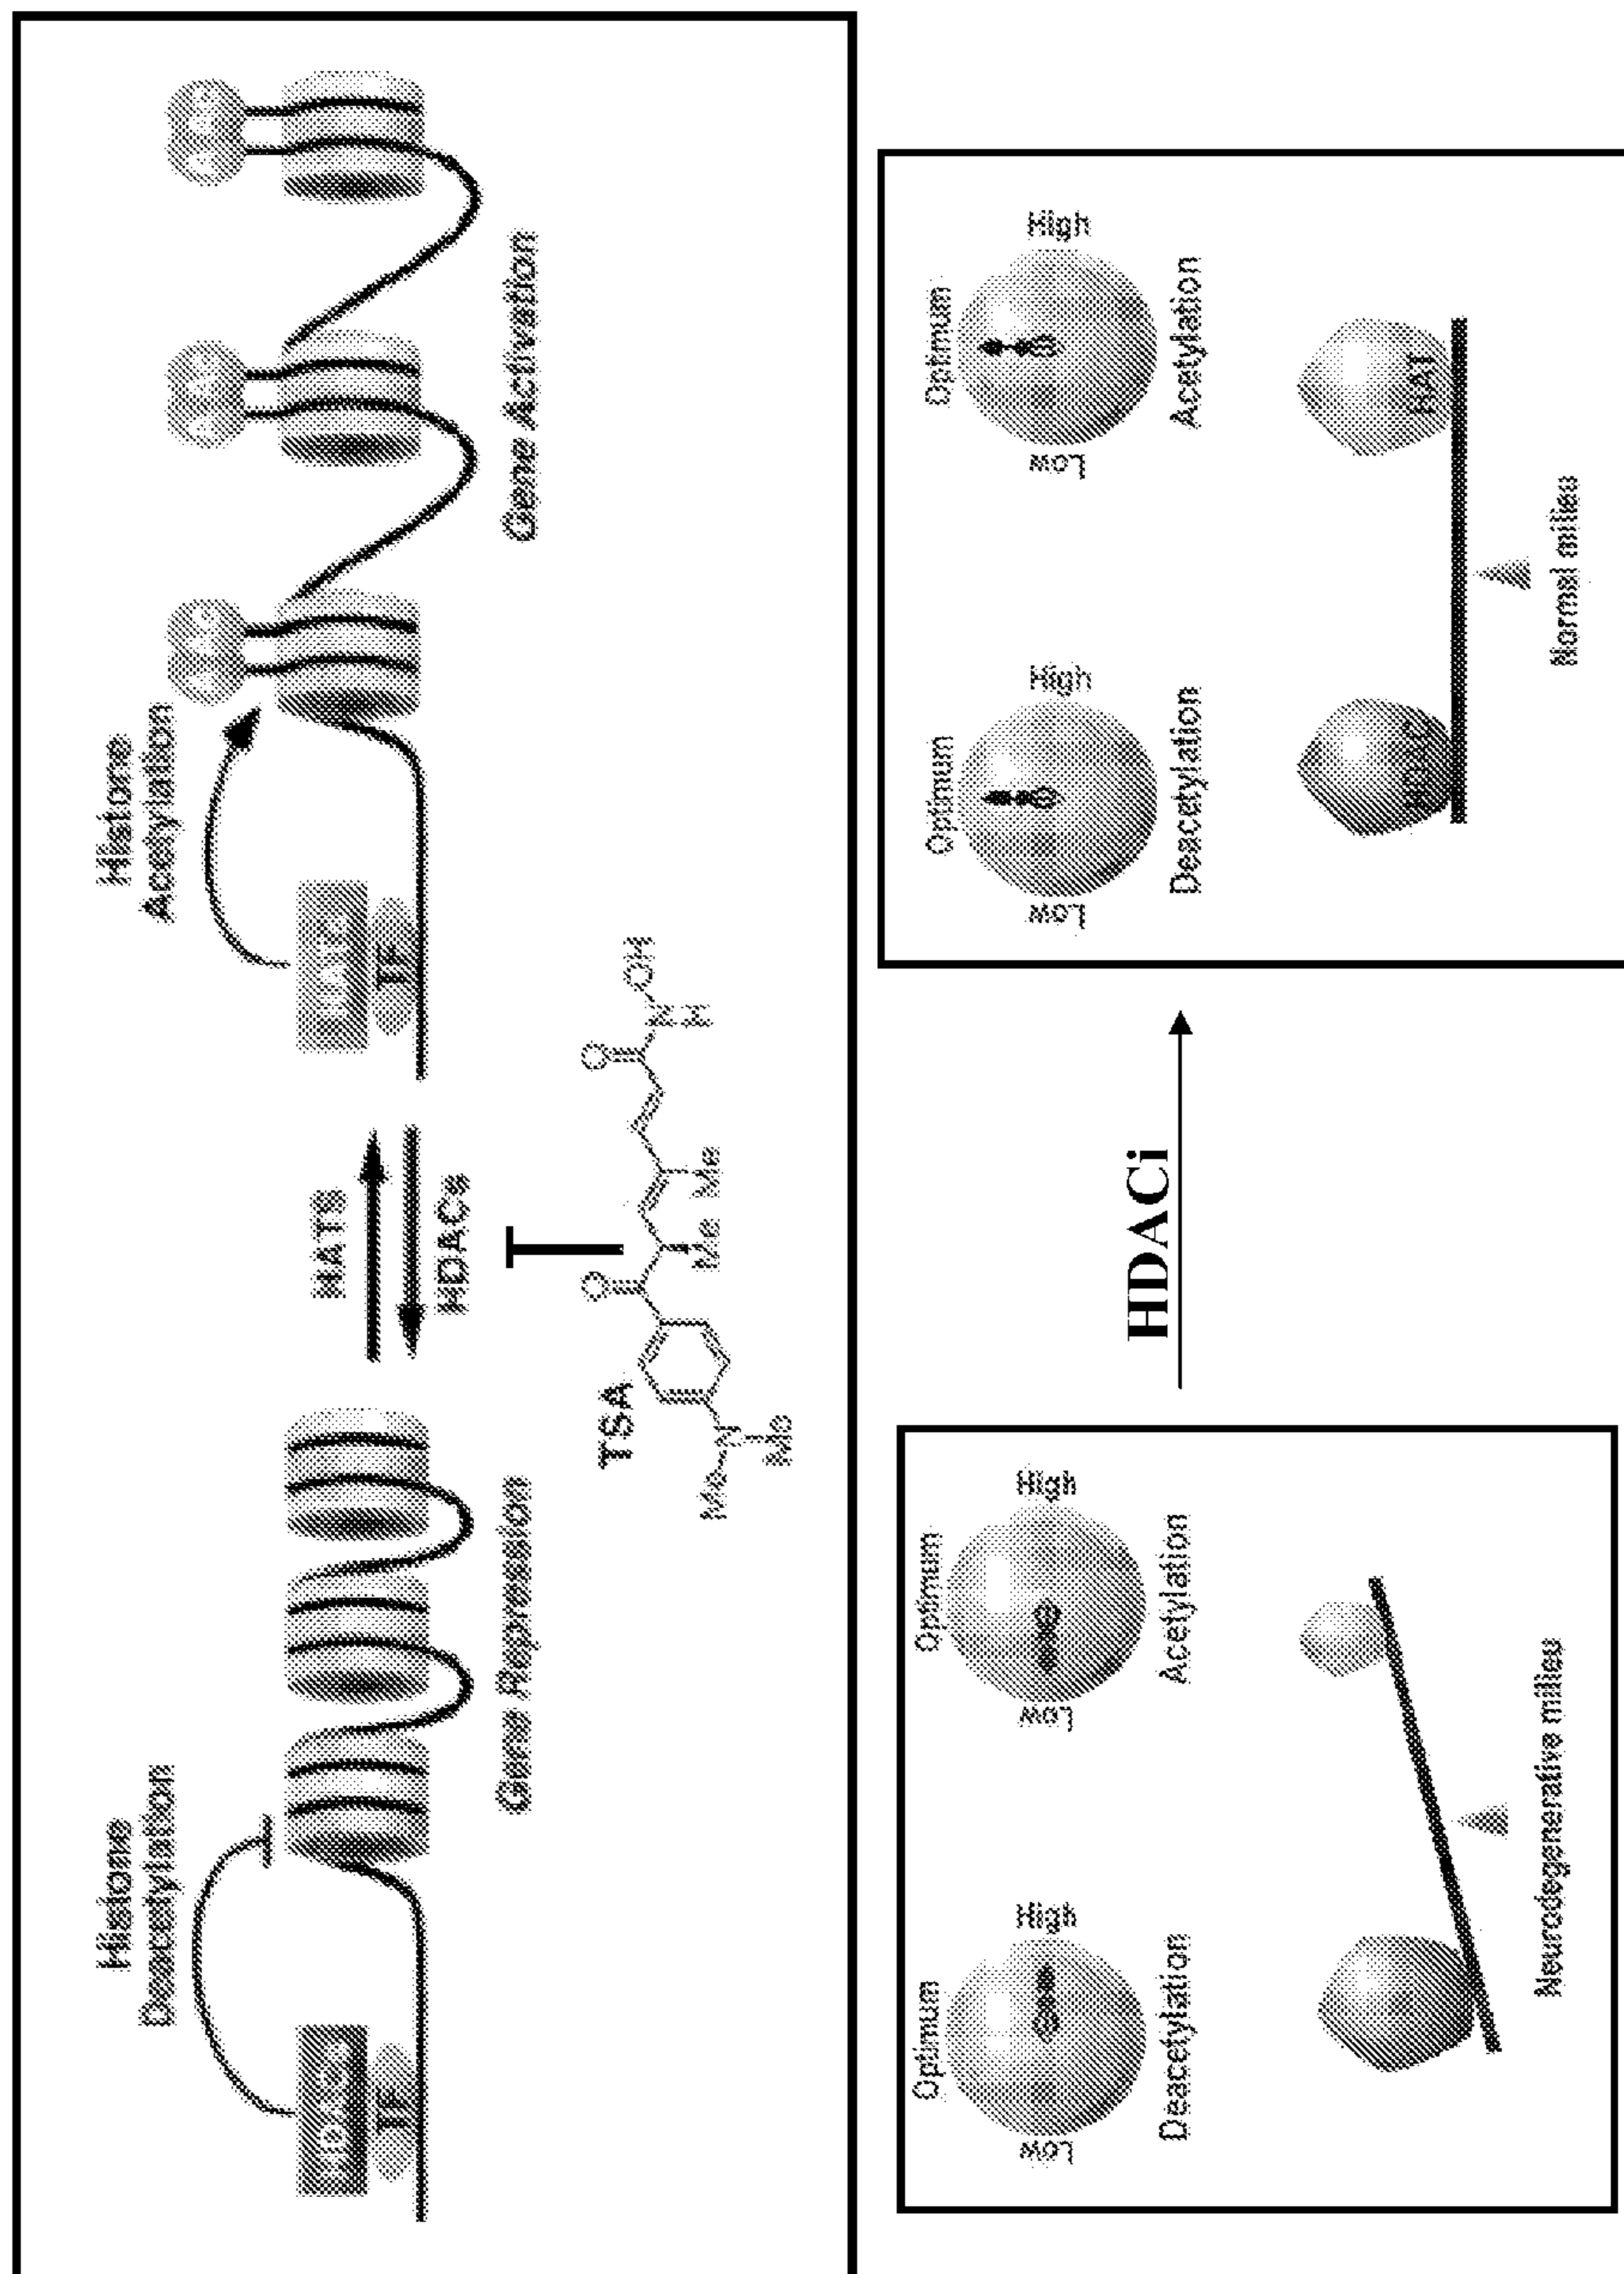 Histone
Deacetylation
TF
Gene Repression
HATS
HDACs
TSA
Me
N
Me
O
Me
Me
O
N
H
OH
Histone
Acetylation
TF
Gene Activation
Optimum
Low
High
Deacetylation
Optimum
Low
High
Acetylation
Neurodegenerative milieu
HDACi
Optimum
Low
High
Deacetylation
Optimum
Low
High
Acetylation
HAT
Normal milieu